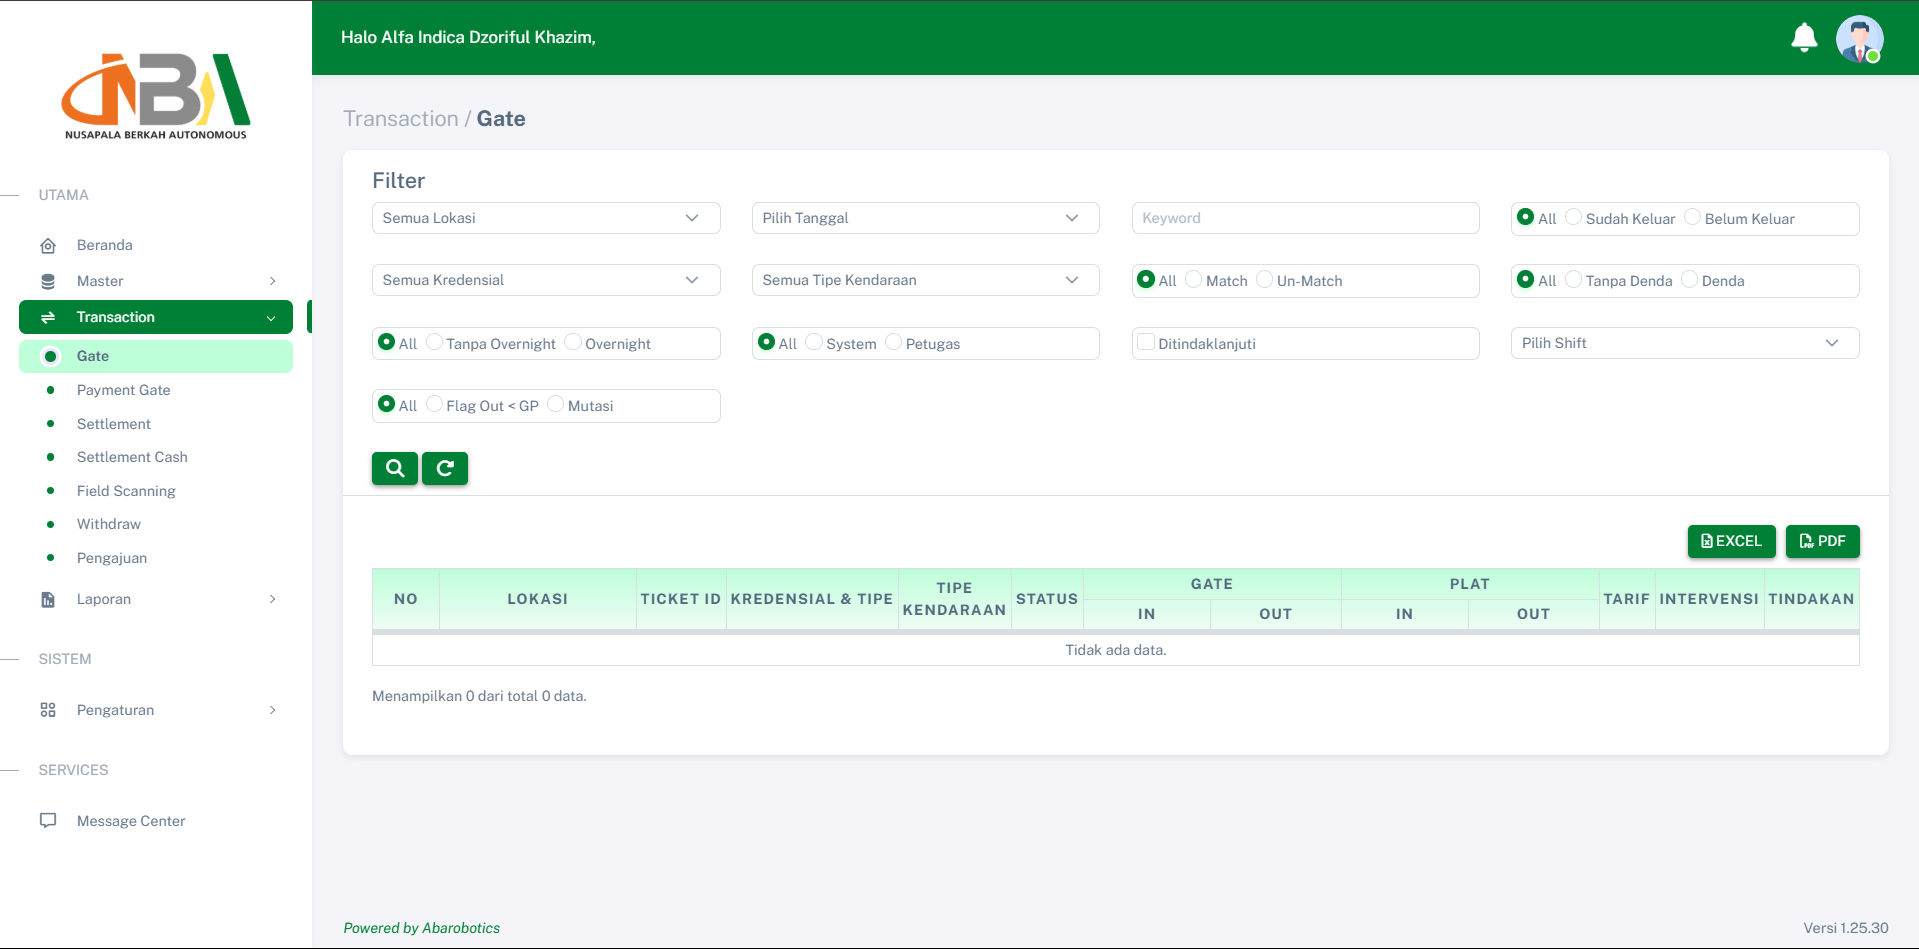 Halo Alfa Indica Dzoriful Khazim,
NBA
NUSAPALA BERKAH AUTONOMOUS
UTAMA
Beranda
Master
Transaction
Gate
Payment Gate
Settlement
Settlement Cash
Field Scanning
Withdraw
Pengajuan
Laporan
SISTEM
Pengaturan
SERVICES
Message Center
Transaction / Gate
Filter
Semua Lokasi
Pilih Tanggal
Keyword
All Sudah Keluar Belum Keluar
Semua Kredensial
Semua Tipe Kendaraan
All Match Un-Match
All Tanpa Denda Denda
All Tanpa Overnight Overnight
All System Petugas
Ditindaklanjuti
Pilih Shift
All Flag Out < GP Mutasi
EXCEL PDF
NO LOKASI TICKET ID KREDENSIAL & TIPE TIPE KENDARAAN STATUS GATE PLAT TARIF INTERVENSI TINDAKAN
IN OUT IN OUT
Tidak ada data.
Menampilkan 0 dari total 0 data.
Powered by Abarobotics
Versi 1.25.30